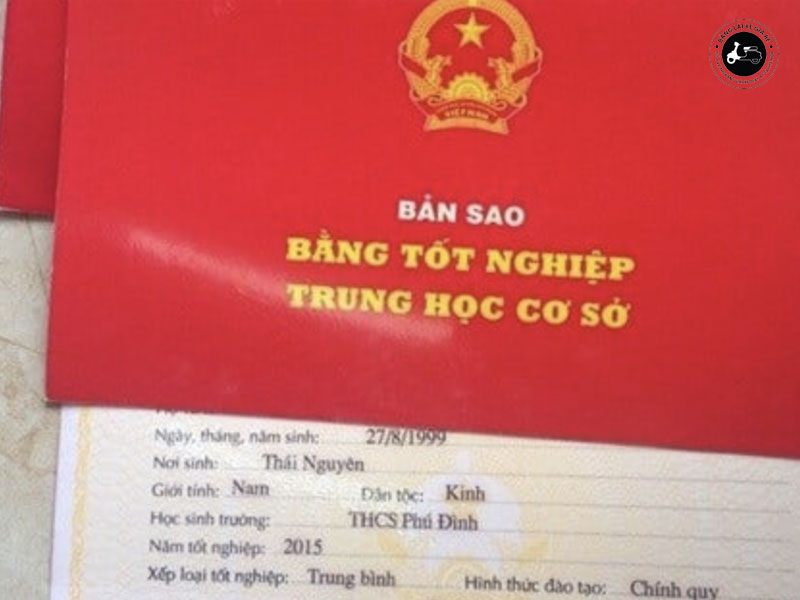 VIỆT NAM
BẢN SAO
BẰNG TỐT NGHIỆP
TRUNG HỌC CƠ SỞ
Ngày, tháng, năm sinh: 27/8/1999
Nơi sinh: Thái Nguyên
Giới tính: Nam Dân tộc: Kinh
Học sinh trường: THCS Phú Đình
Năm tốt nghiệp: 2015
Xếp loại tốt nghiệp: Trung bình Hình thức đào tạo: Chính quy